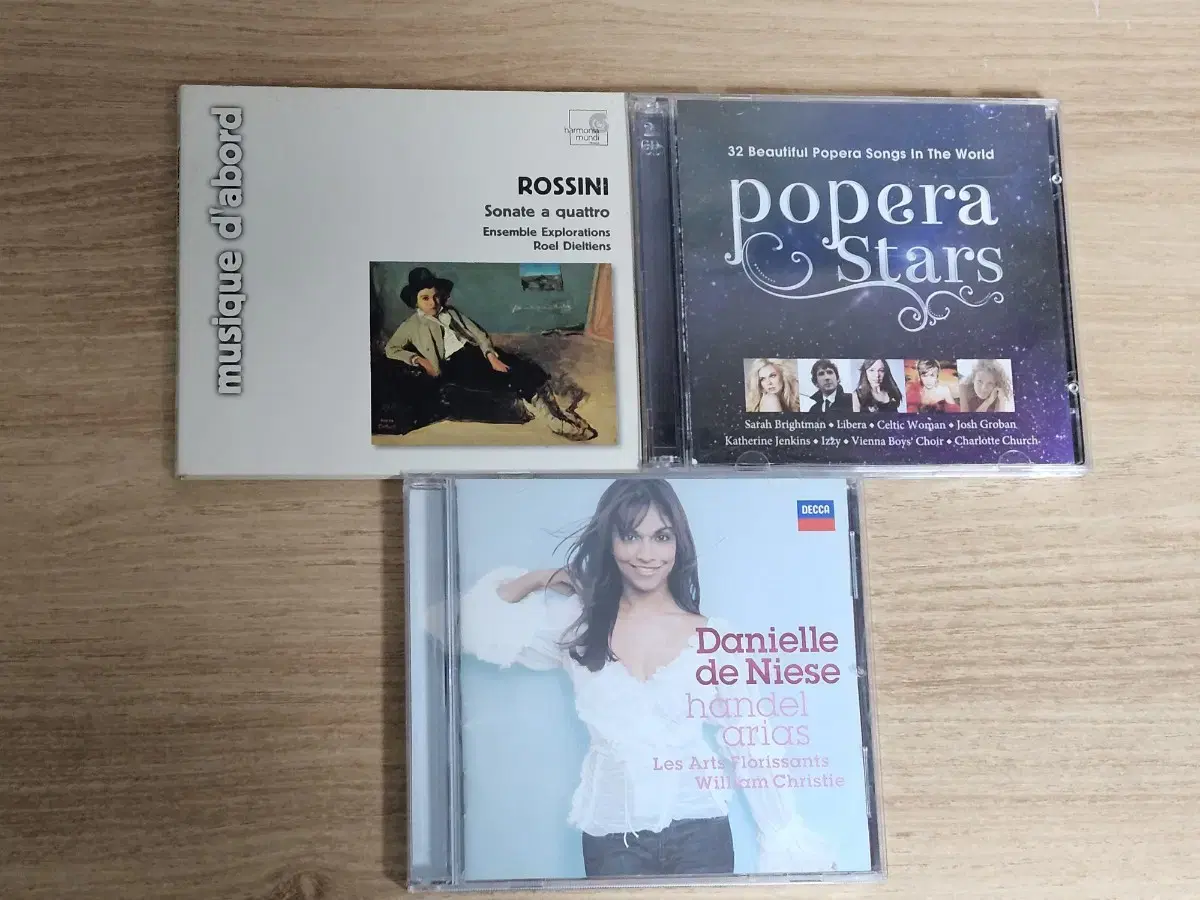 musique d'abord
harmonia
mundi
ROSSINI
Sonate a quattro
Ensemble Explorations
Roel Dieltiens
2
CD
32 Beautiful Popera Songs In The World
popera
stars
Sarah Brightman ♦ Libera ♦ Celtic Woman ♦ Josh Groban
Katherine Jenkins ♦ Izzy ♦ Vienna Boys' Choir ♦ Charlotte Church
DECCA
Danielle
de Niese
handel
arias
Les Arts Florissants
William Christie